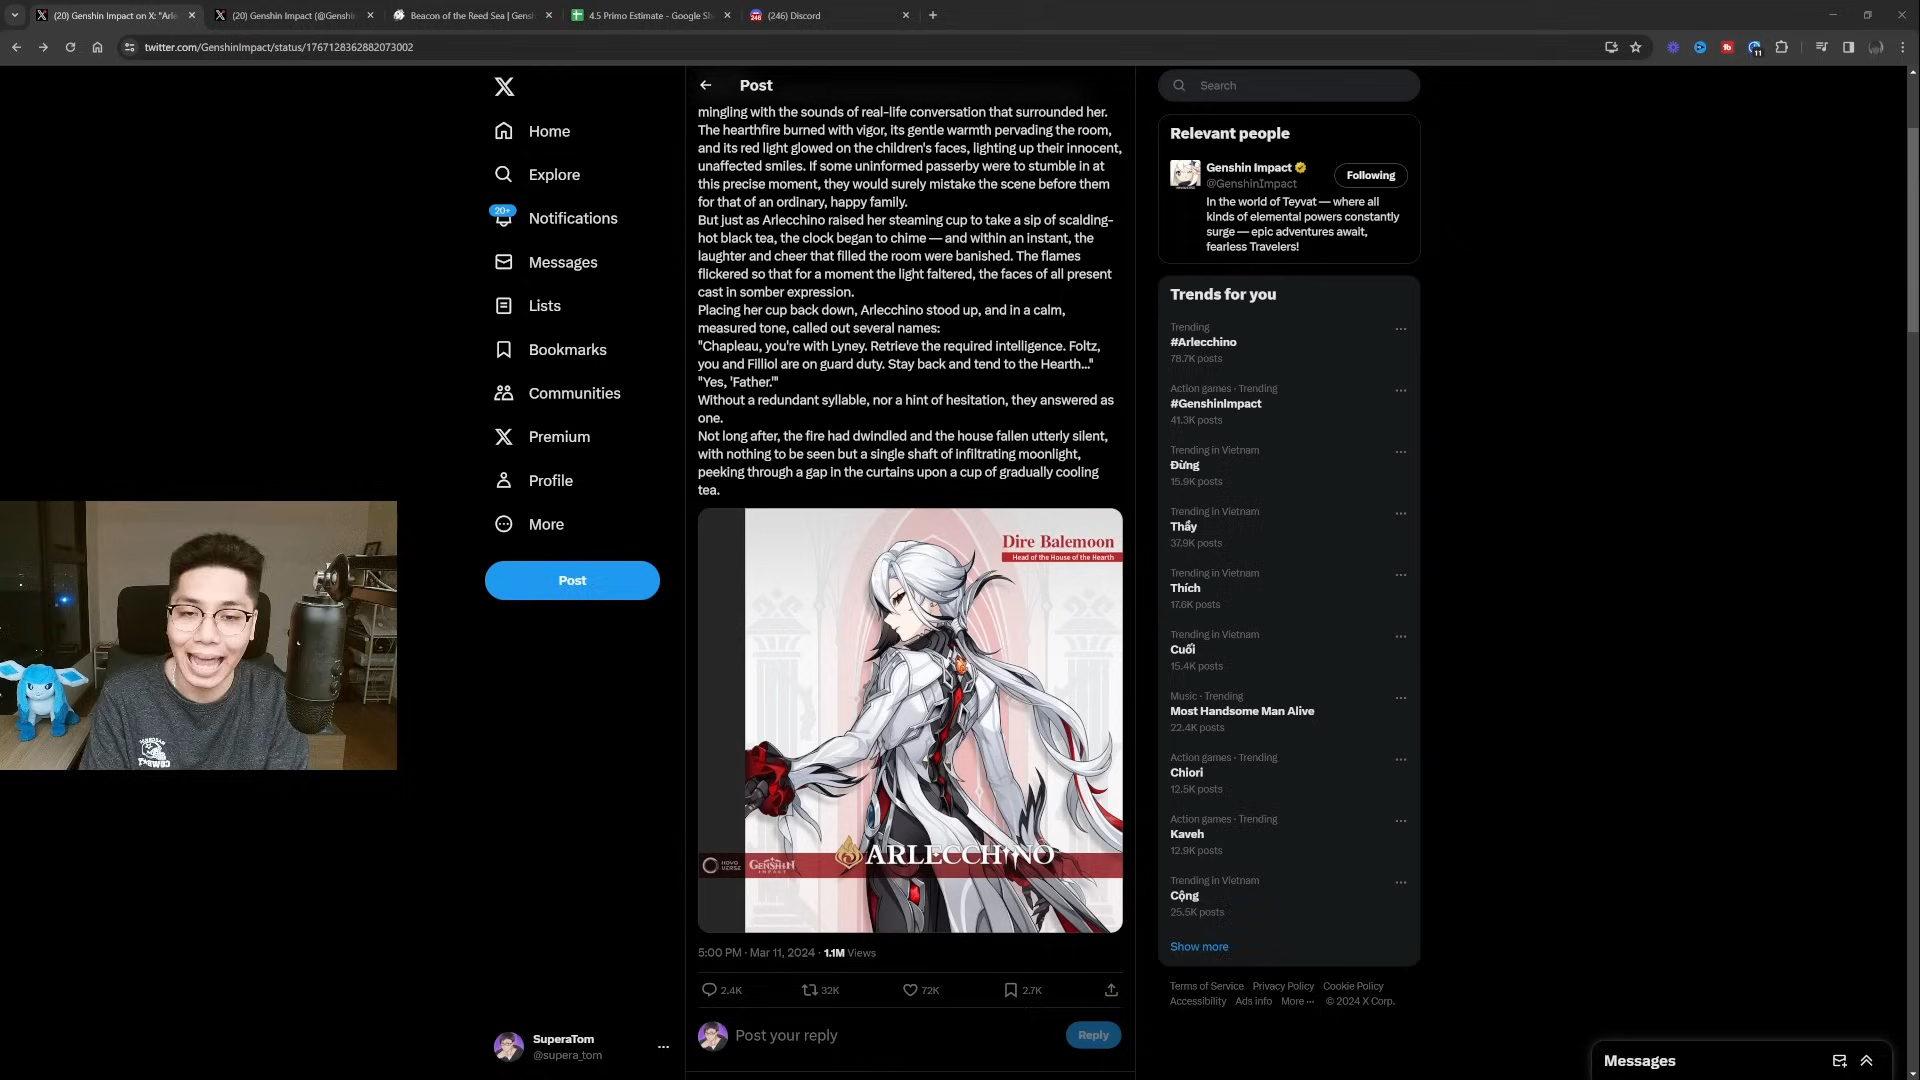 (20) Genshin Impact on X: "Arle
(20) Genshin Impact (@Genshin
Beacon of the Reed Sea | Gensh
4.5 Primo Estimate - Google Sh
(246) Discord
twitter.com/GenshinImpact/status/1767128362882073002
11
Home
Explore
20+
Notifications
Messages
Lists
Bookmarks
Communities
Premium
Profile
More
Post
SuperaTom
@supera_tom
Post
mingling with the sounds of real-life conversation that surrounded her.
The hearthfire burned with vigor, its gentle warmth pervading the room,
and its red light glowed on the children's faces, lighting up their innocent,
unaffected smiles. If some uninformed passerby were to stumble in at
this precise moment, they would surely mistake the scene before them
for that of an ordinary, happy family.
But just as Arlecchino raised her steaming cup to take a sip of scalding-
hot black tea, the clock began to chime — and within an instant, the
laughter and cheer that filled the room were banished. The flames
flickered so that for a moment the light faltered, the faces of all present
cast in somber expression.
Placing her cup back down, Arlecchino stood up, and in a calm,
measured tone, called out several names:
"Chapleau, you're with Lyney. Retrieve the required intelligence. Foltz,
you and Filliol are on guard duty. Stay back and tend to the Hearth..."
"Yes, 'Father.'"
Without a redundant syllable, nor a hint of hesitation, they answered as
one.
Not long after, the fire had dwindled and the house fallen utterly silent,
with nothing to be seen but a single shaft of infiltrating moonlight,
peeking through a gap in the curtains upon a cup of gradually cooling
tea.
Dire Balemoon
Head of the House of the Hearth
HOYO
VERSE
GENSHIN
IMPACT
ARLECCHINO
5:00 PM · Mar 11, 2024 · 1.1M Views
2.4K
32K
72K
2.7K
Post your reply
Reply
Search
Relevant people
Genshin Impact
@GenshinImpact
Following
In the world of Teyvat — where all
kinds of elemental powers constantly
surge — epic adventures await,
fearless Travelers!
Trends for you
Trending
#Arlecchino
78.7K posts
Action games · Trending
#GenshinImpact
41.3K posts
Trending in Vietnam
Đừng
15.9K posts
Trending in Vietnam
Thầy
37.9K posts
Trending in Vietnam
Thích
17.6K posts
Trending in Vietnam
Cuối
15.4K posts
Music · Trending
Most Handsome Man Alive
22.4K posts
Action games · Trending
Chiori
12.5K posts
Action games · Trending
Kaveh
12.9K posts
Trending in Vietnam
Cộng
25.5K posts
Show more
Terms of Service Privacy Policy Cookie Policy
Accessibility Ads info More ··· © 2024 X Corp.
Messages